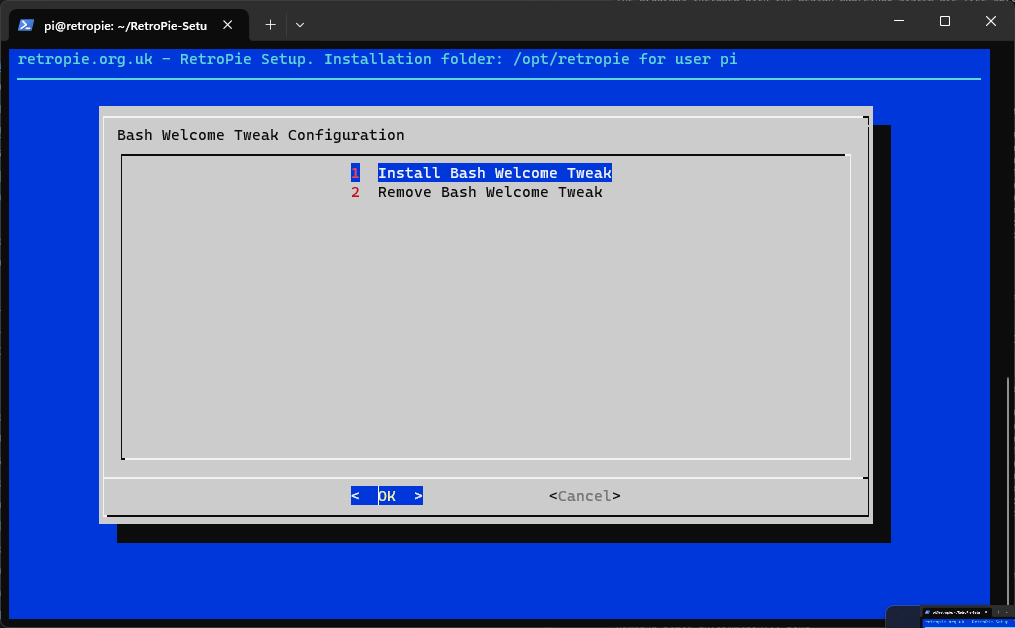 pi@retropie: ~/RetroPie-Setu
retropie.org.uk - RetroPie Setup. Installation folder: /opt/retropie for user pi
Bash Welcome Tweak Configuration
1 Install Bash Welcome Tweak
2 Remove Bash Welcome Tweak
< OK > <Cancel>